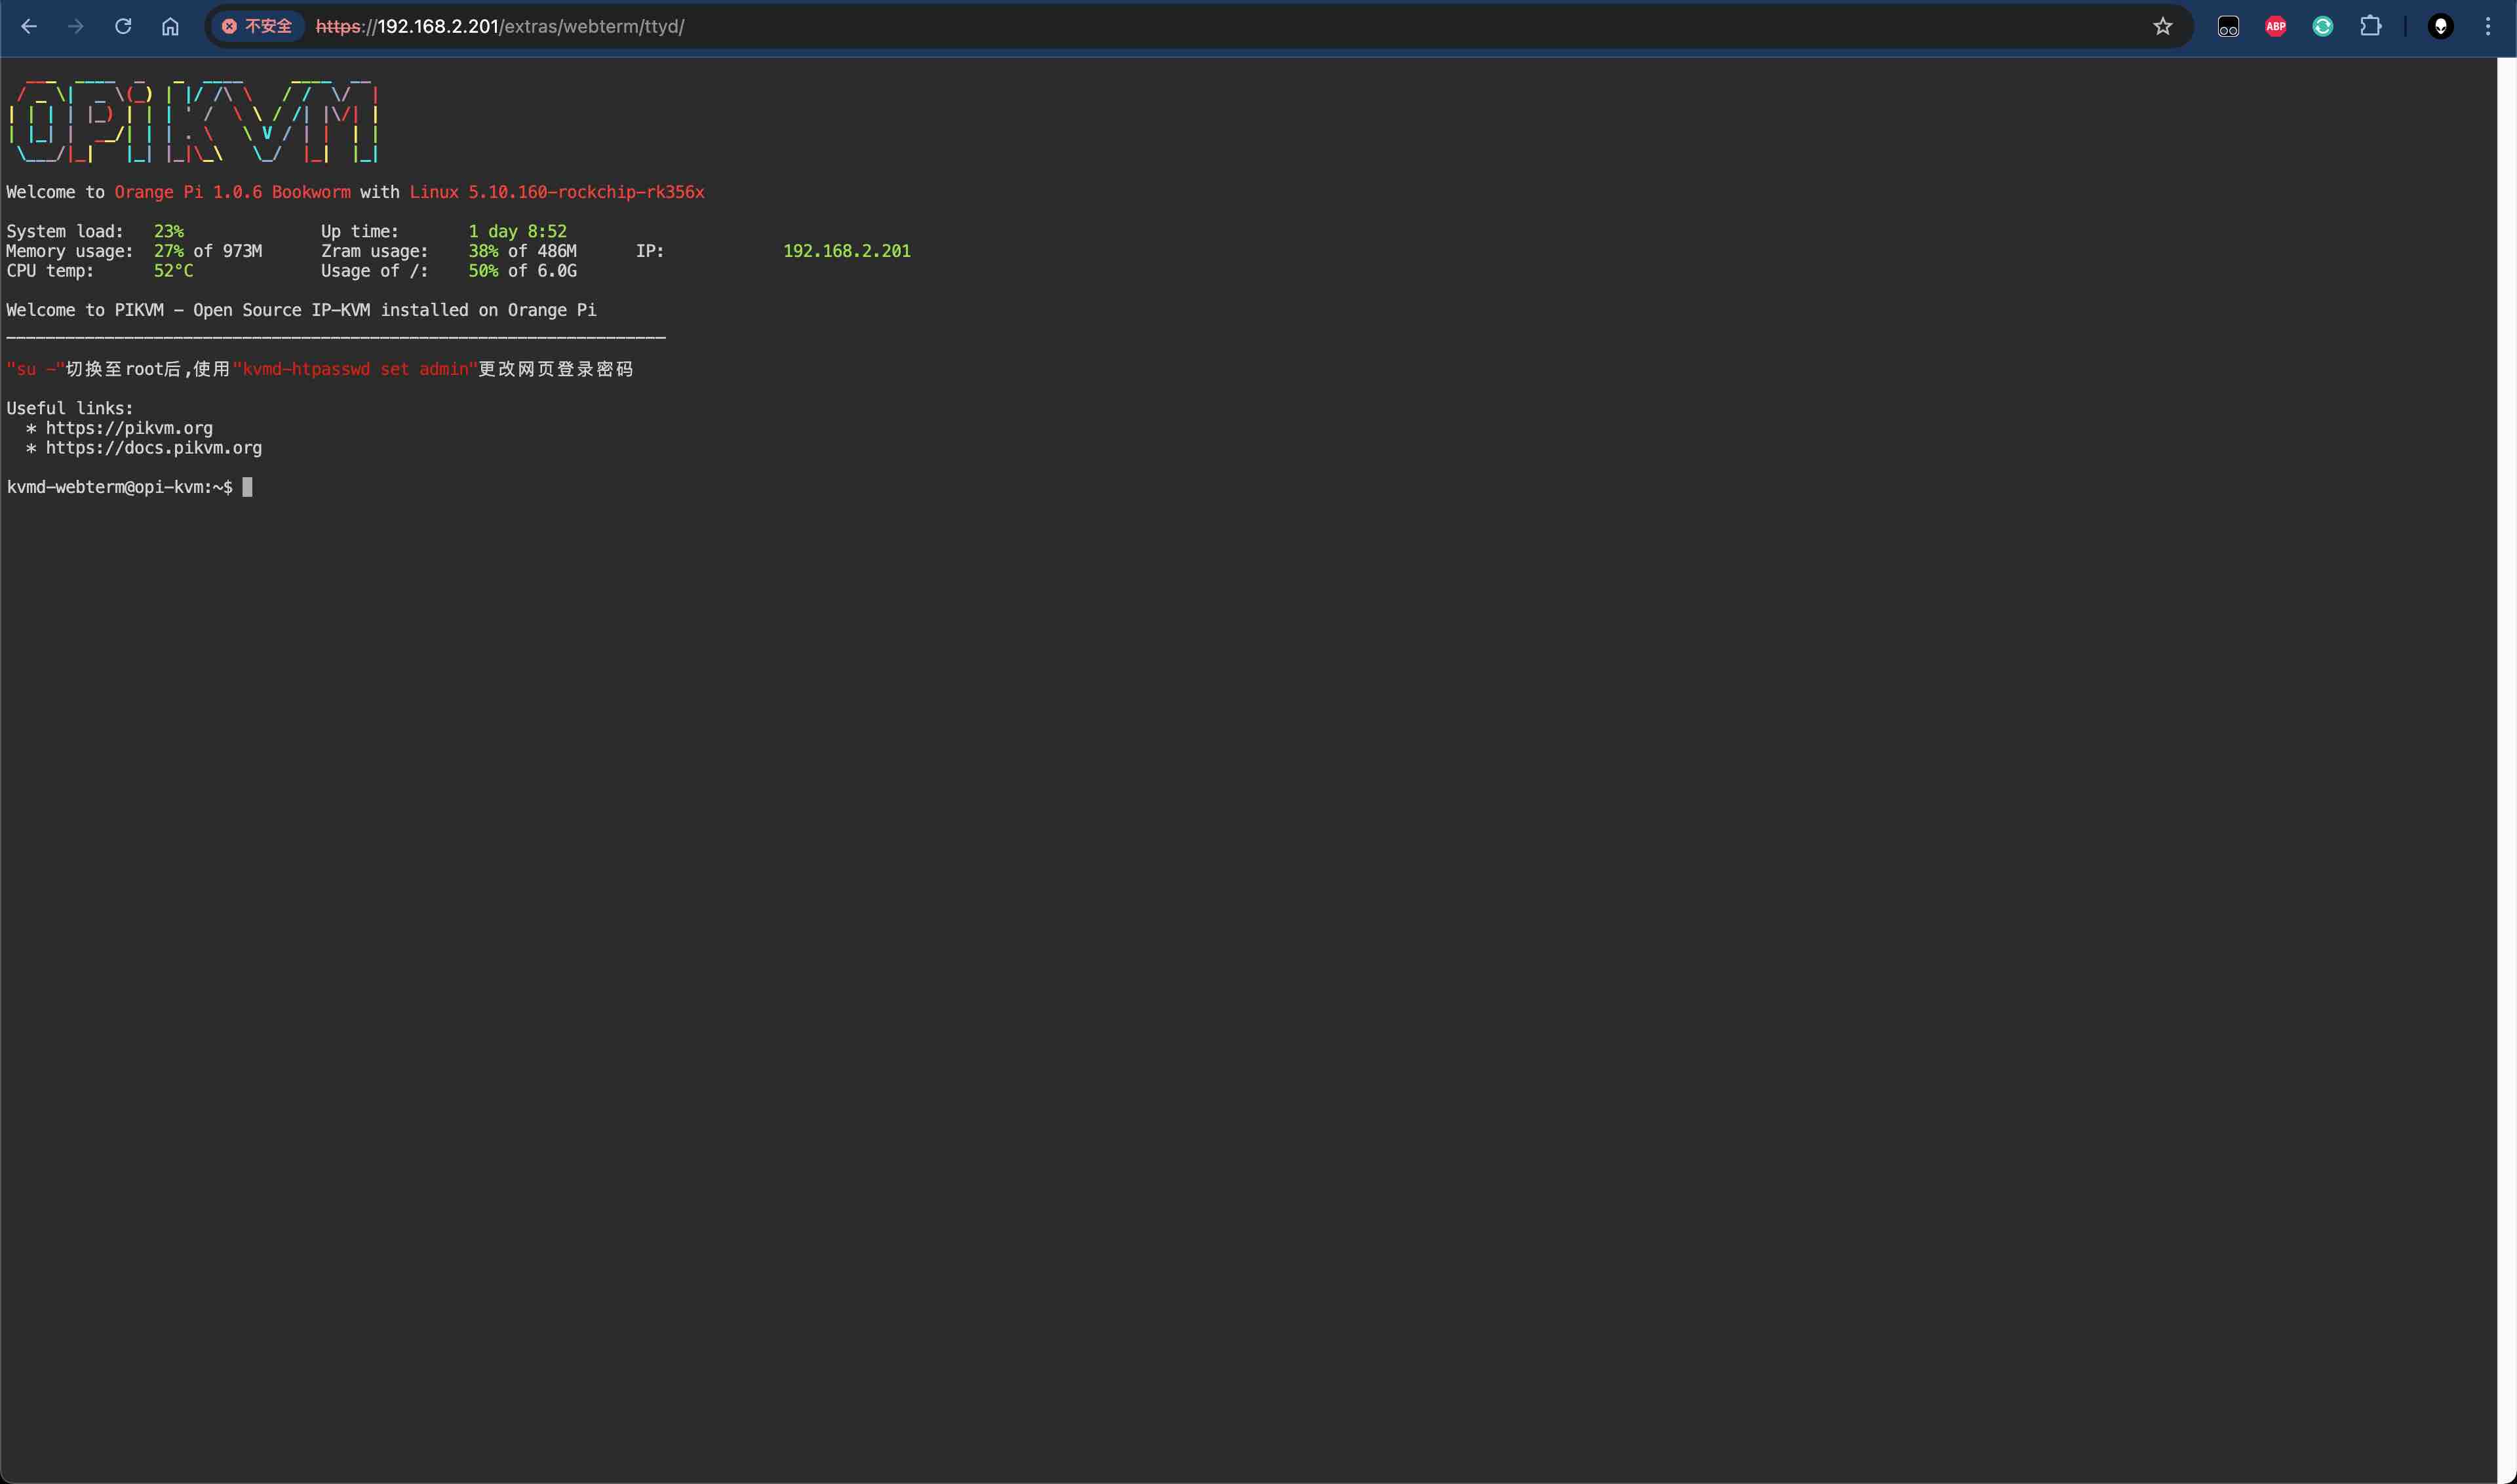 不安全 https://192.168.2.201/extras/webterm/ttyd/
ABP
OPiKVM
Welcome to Orange Pi 1.0.6 Bookworm with Linux 5.10.160-rockchip-rk356x
System load: 23% Up time: 1 day 8:52
Memory usage: 27% of 973M Zram usage: 38% of 486M IP: 192.168.2.201
CPU temp: 52°C Usage of /: 50% of 6.0G
Welcome to PIKVM - Open Source IP-KVM installed on Orange Pi
"su -"切换至root后,使用"kvmd-htpasswd set admin"更改网页登录密码
Useful links:
* https://pikvm.org
* https://docs.pikvm.org
kvmd-webterm@opi-kvm:~$